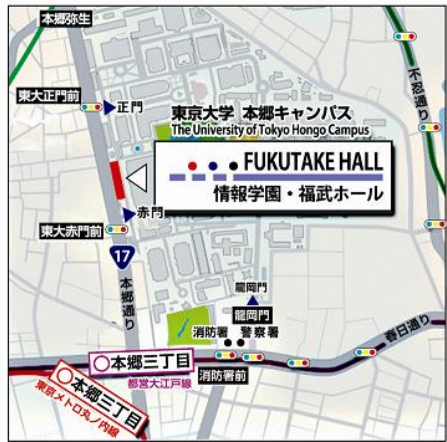 本郷弥生
東大正門前
正門
東京大学 本郷キャンパス
The University of Tokyo Hongo Campus
不忍通り
FUKUTAKE HALL
情報学園・福武ホール
赤門
東大赤門前
17
本郷通り
龍岡門
龍岡門
消防署 警察署
春日通り
本郷三丁目
都営大江戸線
消防署前
本郷三丁目
東京メトロ丸ノ内線